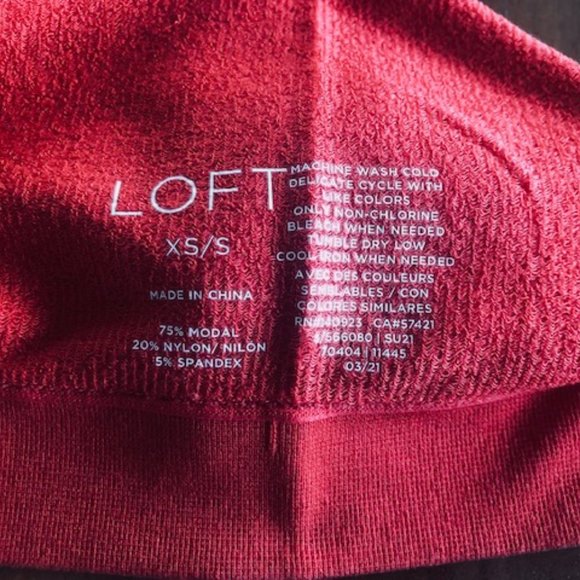 LOFT
XS/S
MADE IN CHINA
75% MODAL
20% NYLON/ NILON
5% SPANDEX
MACHINE WASH COLD
DELICATE CYCLE WITH
LIKE COLORS
ONLY NON-CHLORINE
BLEACH WHEN NEEDED
TUMBLE DRY LOW
COOL IRON WHEN NEEDED
AVEC DES COULEURS
SEMBLABLES / CON
COLORES SIMILARES
CA#57421
SU21
70404 | 11445
03/21